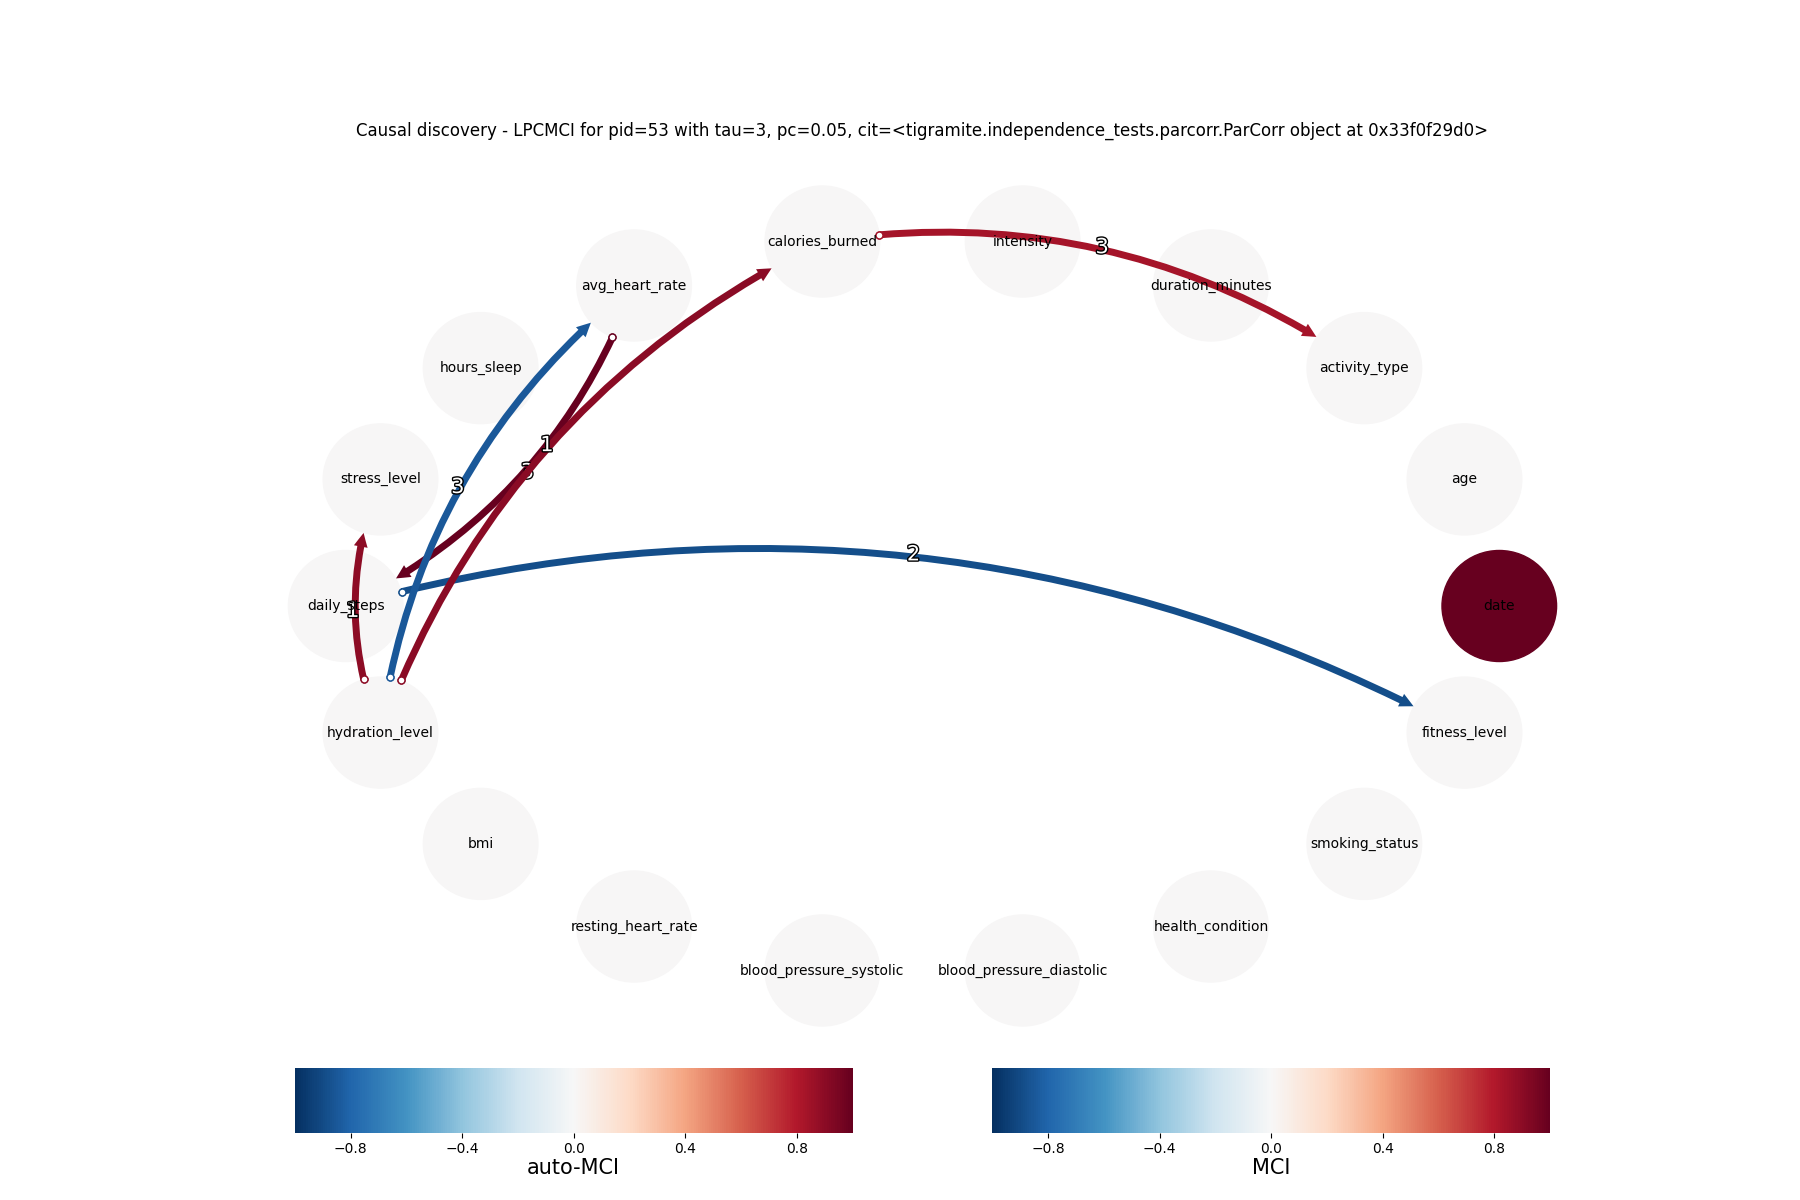 Causal discovery - LPCMCI for pid=53 with tau=3, pc=0.05, cit=<tigramite.independence_tests.parcorr.ParCorr object at 0x33f0f29d0>
calories_burned
intensity
3
avg_heart_rate
duration_minutes
hours_sleep
activity_type
1
3
stress_level
age
2
daily_steps
1
date
hydration_level
fitness_level
bmi
smoking_status
resting_heart_rate
health_condition
blood_pressure_systolic
blood_pressure_diastolic
−0.8 −0.4 0.0 0.4 0.8
auto-MCI
−0.8 −0.4 0.0 0.4 0.8
MCI